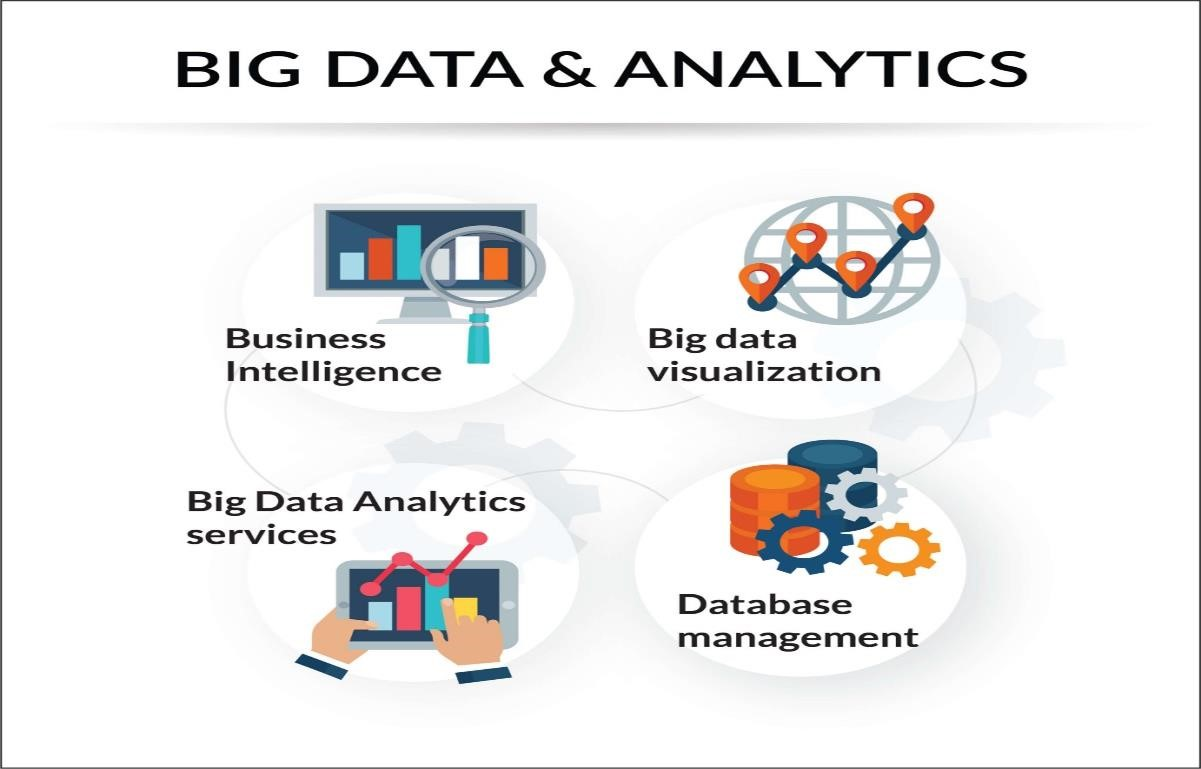 BIG DATA & ANALYTICS
Business
Intelligence
Big data
visualization
Big Data Analytics
services
Database
management